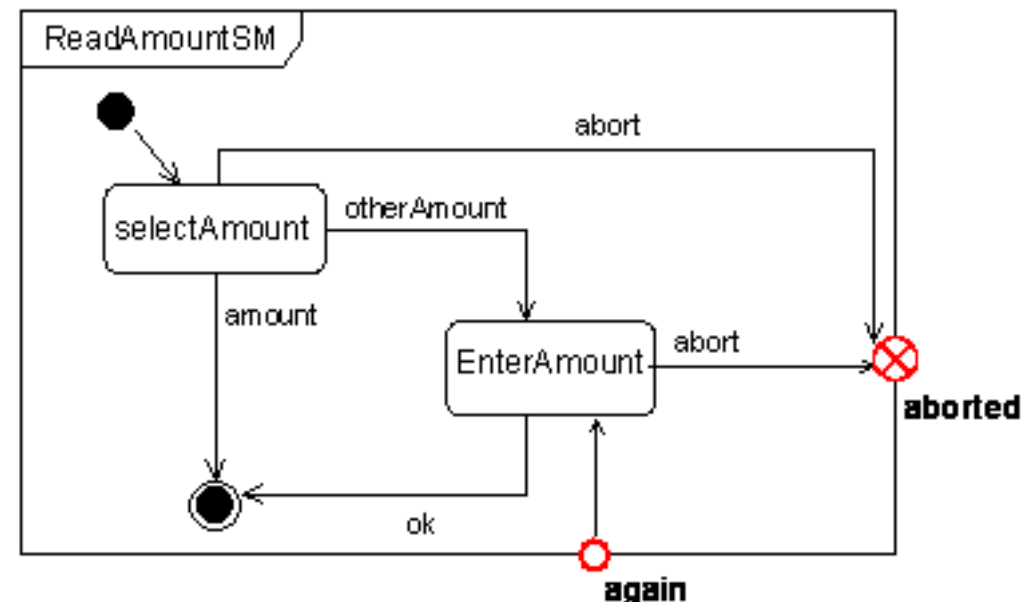 ReadAmountSM
abort
selectAmount
otherAmount
amount
EnterAmount
abort
aborted
ok
again